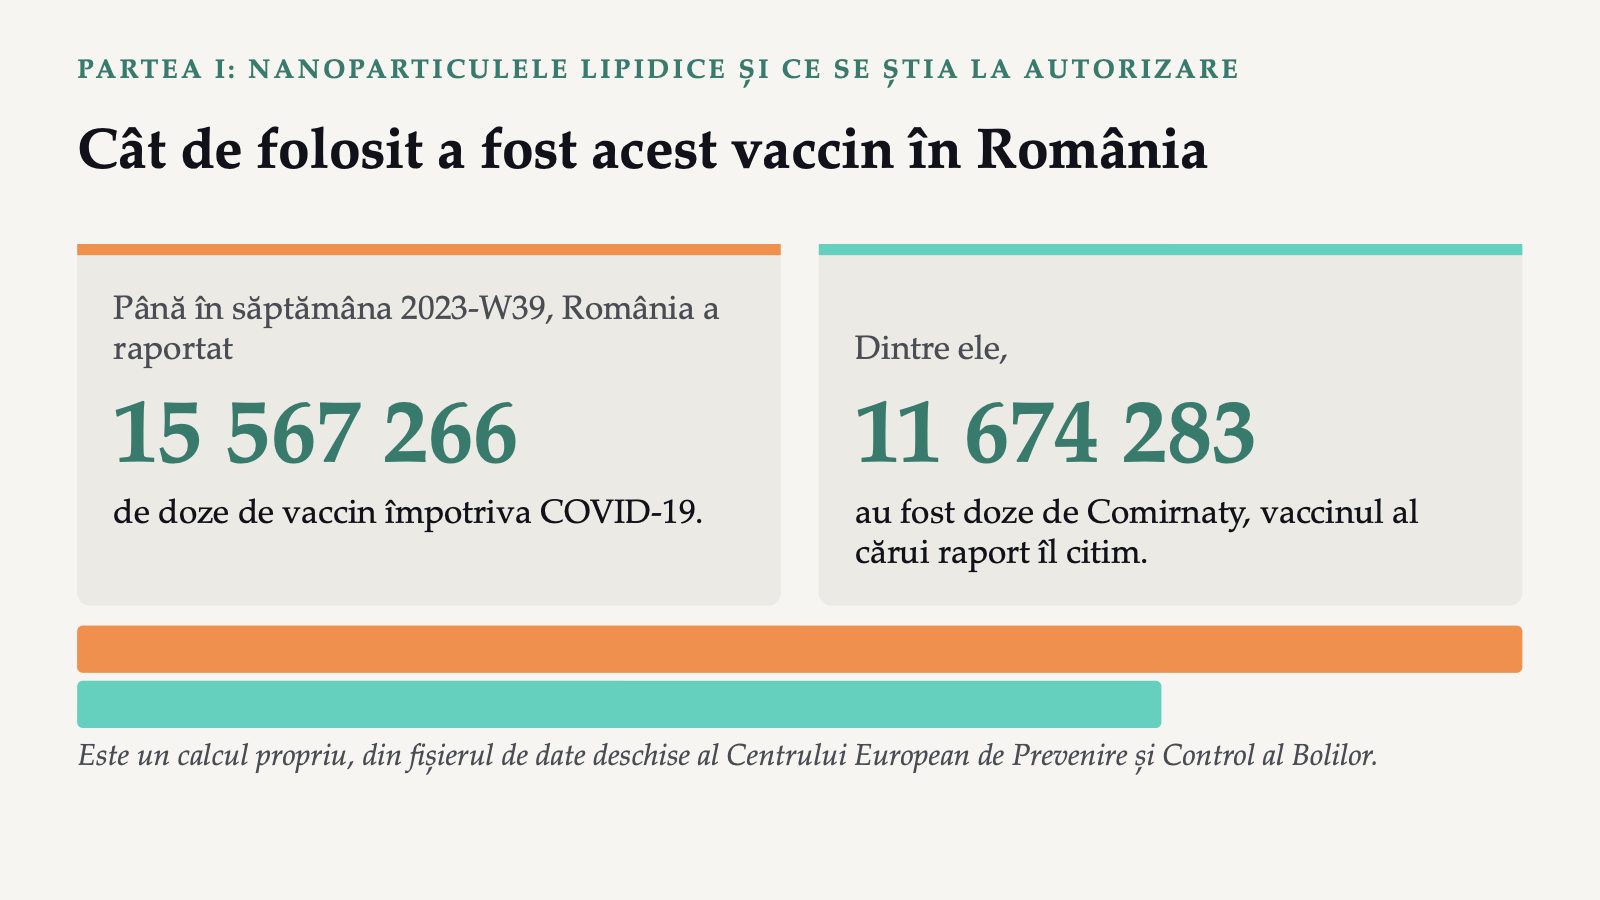 PARTEA I: NANOPARTICULELE LIPIDICE ȘI CE SE ȘTIA LA AUTORIZARE
Cât de folosit a fost acest vaccin în România
Până în săptămâna 2023-W39, România a
raportat
15 567 266
de doze de vaccin împotriva COVID-19.
Dintre ele,
11 674 283
au fost doze de Comirnaty, vaccinul al
cărui raport îl citim.
Este un calcul propriu, din fișierul de date deschise al Centrului European de Prevenire și Control al Bolilor.